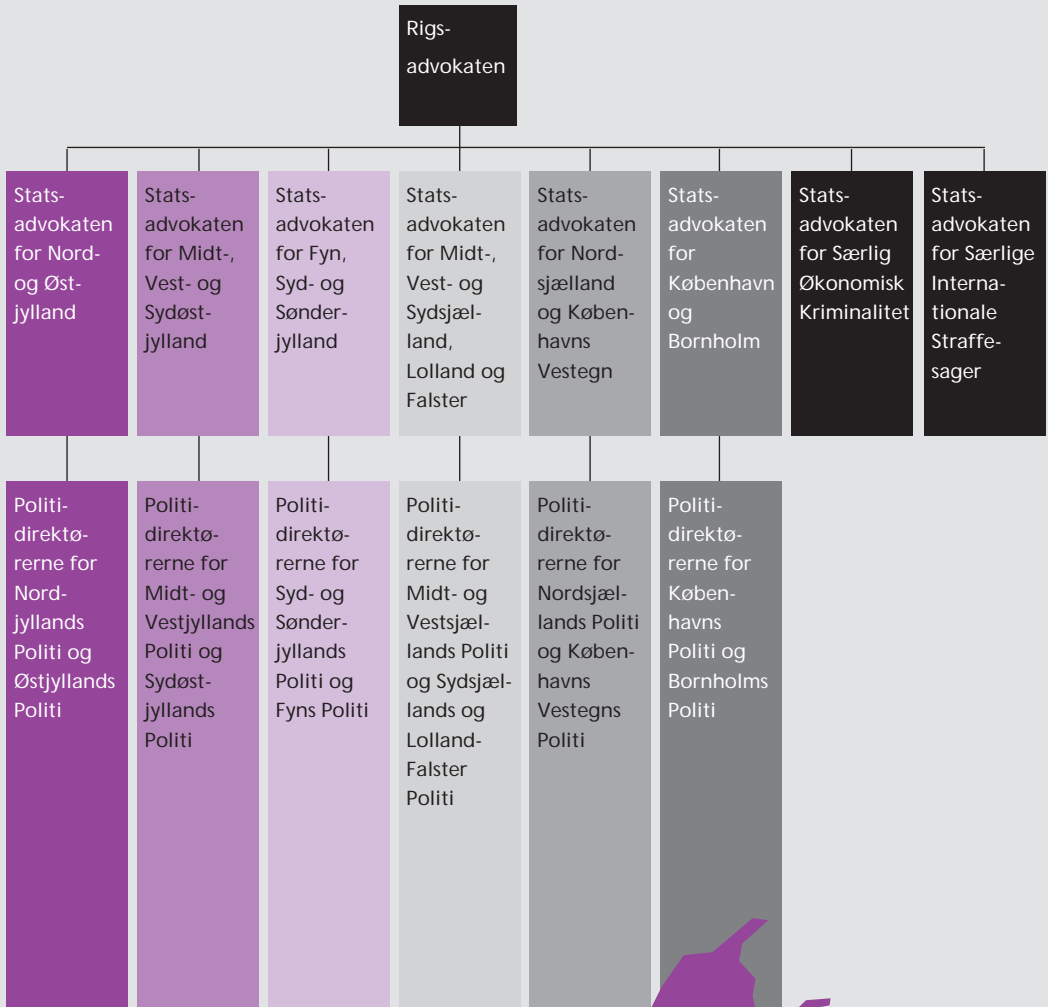 Rigs-
advokaten
Stats-
advokaten
for Nord-
og Øst-
jylland
Stats-
advokaten
for Midt-,
Vest- og
Sydøst-
jylland
Stats-
advokaten
for Fyn,
Syd- og
Sønder-
jylland
Stats-
advokaten
for Midt-,
Vest- og
Sydsjæl-
land,
Lolland og
Falster
Stats-
advokaten
for Nord-
sjælland
og Køben-
havns
Vestegn
Stats-
advokaten
for
København
og
Bornholm
Stats-
advokaten
for Særlig
Økonomisk
Kriminalitet
Stats-
advokaten
for Særlige
Interna-
tionale
Straffe-
sager
Politi-
direktø-
rerne for
Nord-
jyllands
Politi og
Østjyllands
Politi
Politi-
direktø-
rerne for
Midt- og
Vestjyllands
Politi og
Sydøst-
jyllands
Politi
Politi-
direktø-
rerne for
Syd- og
Sønder-
jyllands
Politi og
Fyns Politi
Politi-
direktø-
rerne for
Midt- og
Vestsjæl-
lands Politi
og Sydsjæl-
lands og
Lolland-
Falster
Politi
Politi-
direktø-
rerne for
Nordsjæl-
lands Politi
og Køben-
havns
Vestegns
Politi
Politi-
direktø-
rerne for
Køben-
havns
Politi og
Bornholms
Politi